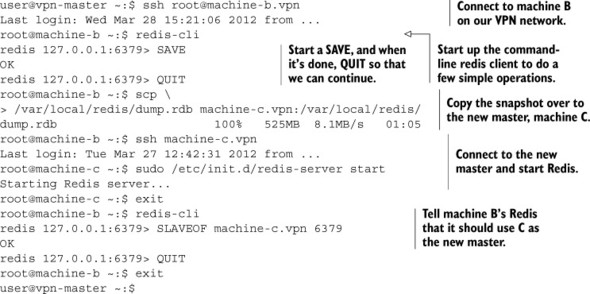 user@vpn-master ~:$ ssh root@machine-b.vpn
Last login: Wed Mar 28 15:21:06 2012 from ...
root@machine-b ~:$ redis-cli
redis 127.0.0.1:6379> SAVE
OK
redis 127.0.0.1:6379> QUIT
root@machine-b ~:$ scp \
> /var/local/redis/dump.rdb machine-c.vpn:/var/local/redis/
dump.rdb 100% 525MB 8.1MB/s 01:05
root@machine-b ~:$ ssh machine-c.vpn
Last login: Tue Mar 27 12:42:31 2012 from ...
root@machine-c ~:$ sudo /etc/init.d/redis-server start
Starting Redis server...
root@machine-c ~:$ exit
root@machine-b ~:$ redis-cli
redis 127.0.0.1:6379> SLAVEOF machine-c.vpn 6379
OK
redis 127.0.0.1:6379> QUIT
root@machine-b ~:$ exit
user@vpn-master ~:$
Connect to machine B
on our VPN network.
Start a SAVE, and when
it's done, QUIT so that
we can continue.
Start up the command-
line redis client to do a
few simple operations.
Copy the snapshot over to
the new master, machine C.
Connect to the new
master and start Redis.
Tell machine B's Redis
that it should use C as
the new master.